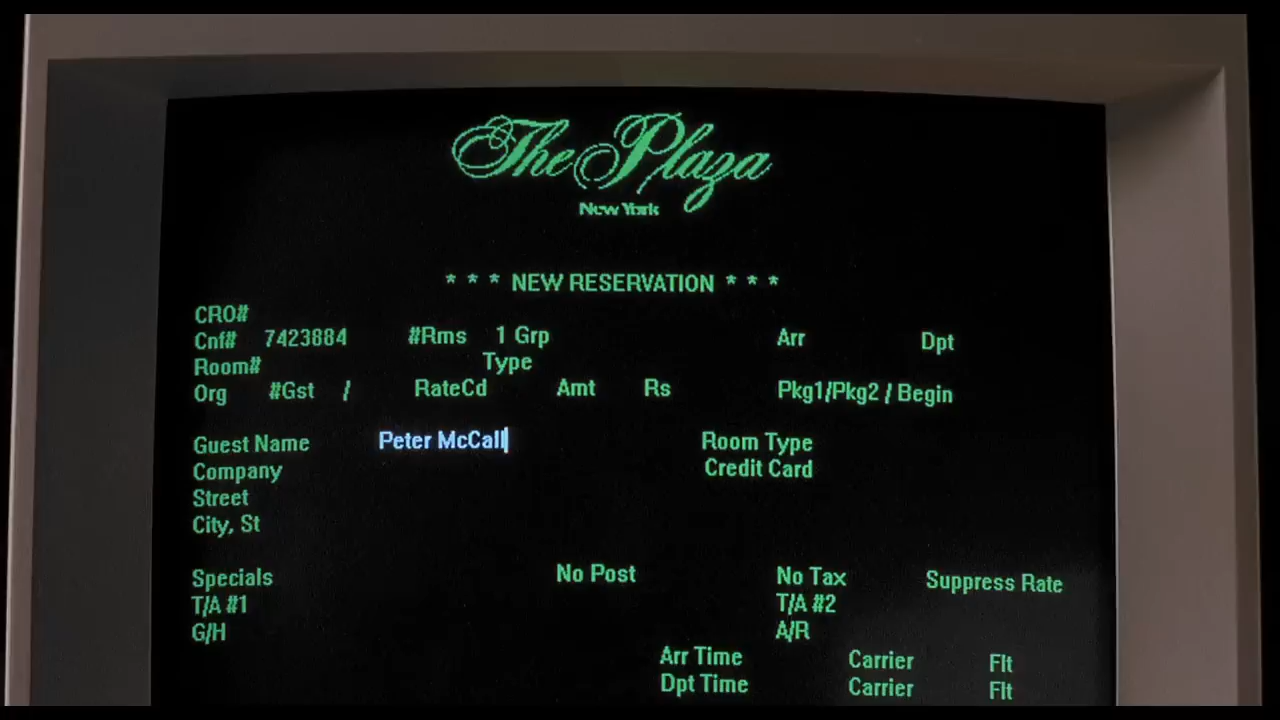 The Plaza
New York
* * * NEW RESERVATION * * *
CRO#
Cnf# 7423884 #Rms 1 Grp Arr Dpt
Room# Type
Org #Gst / RateCd Amt Rs Pkg1/Pkg2 / Begin
Guest Name Peter McCall Room Type
Company Credit Card
Street
City, St
Specials No Post No Tax Suppress Rate
T/A #1 T/A #2
G/H A/R
Arr Time Carrier Flt
Dpt Time Carrier Flt